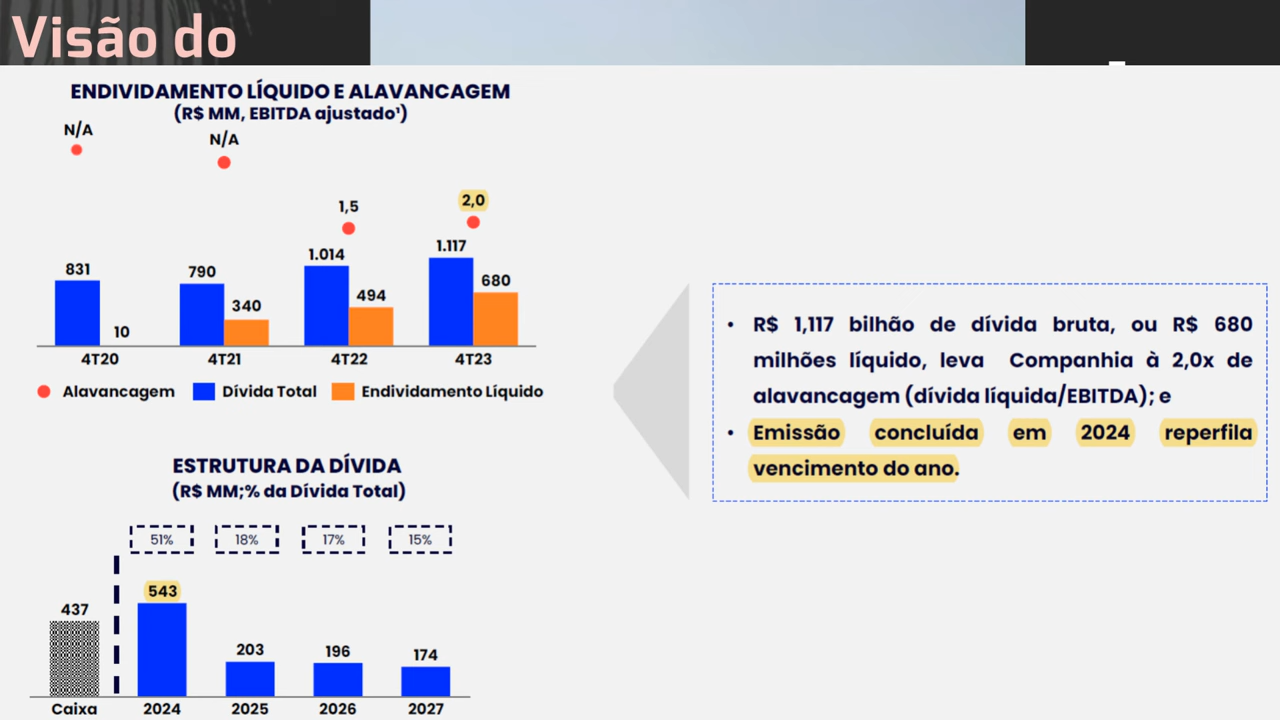 Visão do
ENDIVIDAMENTO LÍQUIDO E ALAVANCAGEM
(R$ MM, EBITDA ajustado¹)
N/A
N/A
1,5
2,0
831
10
790
340
1.014
494
1.117
680
4T20 4T21 4T22 4T23
Alavancagem Dívida Total Endividamento Líquido
• R$ 1,117 bilhão de dívida bruta, ou R$ 680
milhões líquido, leva Companhia à 2,0x de
alavancagem (dívida líquida/EBITDA); e
• Emissão concluída em 2024 reperfila
vencimento do ano.
ESTRUTURA DA DÍVIDA
(R$ MM;% da Dívida Total)
51% 18% 17% 15%
437 543 203 196 174
Caixa 2024 2025 2026 2027